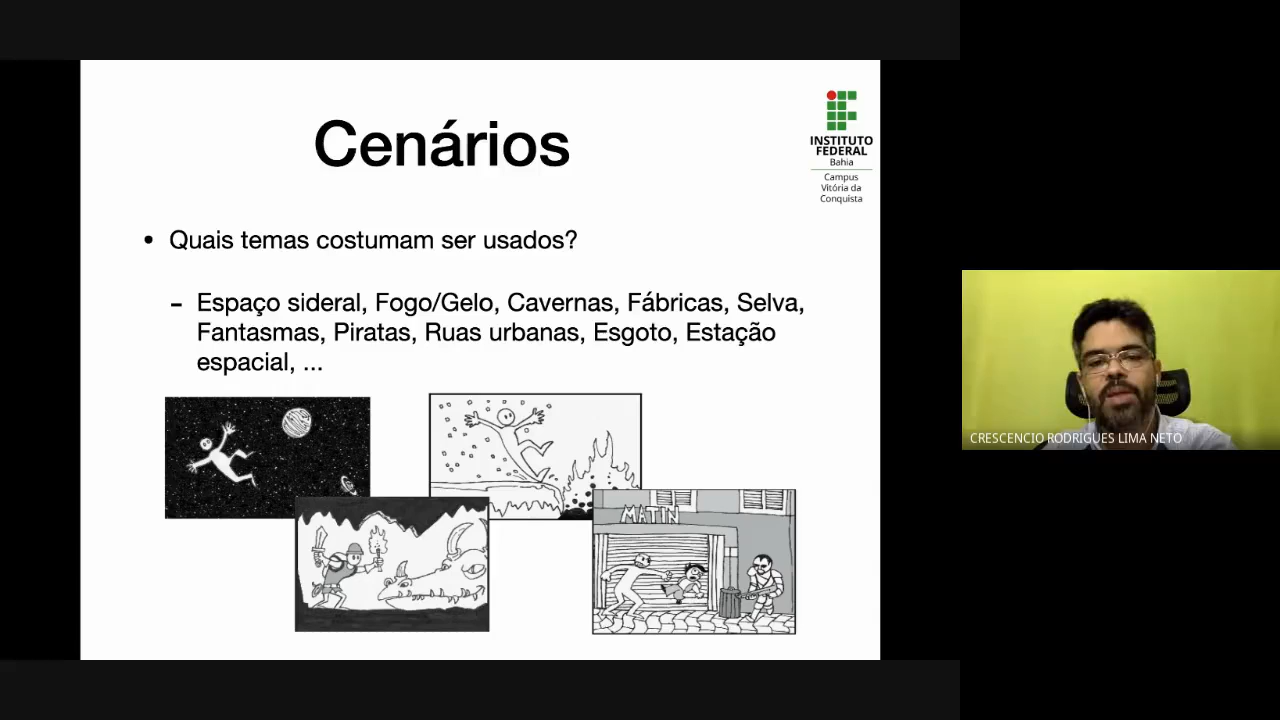 Cenários
INSTITUTO
FEDERAL
Bahia
Campus
Vitória da
Conquista
• Quais temas costumam ser usados?
– Espaço sideral, Fogo/Gelo, Cavernas, Fábricas, Selva,
Fantasmas, Piratas, Ruas urbanas, Esgoto, Estação
espacial, ...
MATIN
CRESCENCIO RODRIGUES LIMA NETO